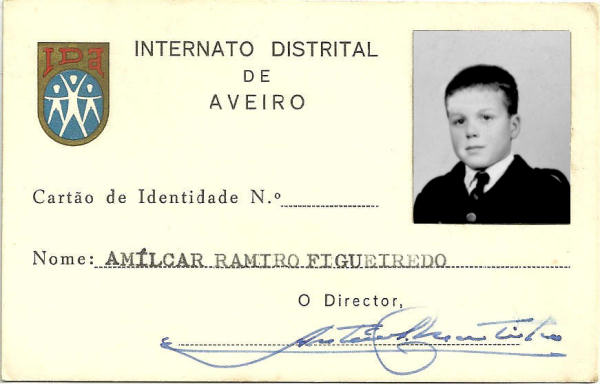 IDA
INTERNATO DISTRITAL
DE
AVEIRO
Cartão de Identidade N.º
Nome: AMÍLCAR RAMIRO FIGUEIREDO
O Director,